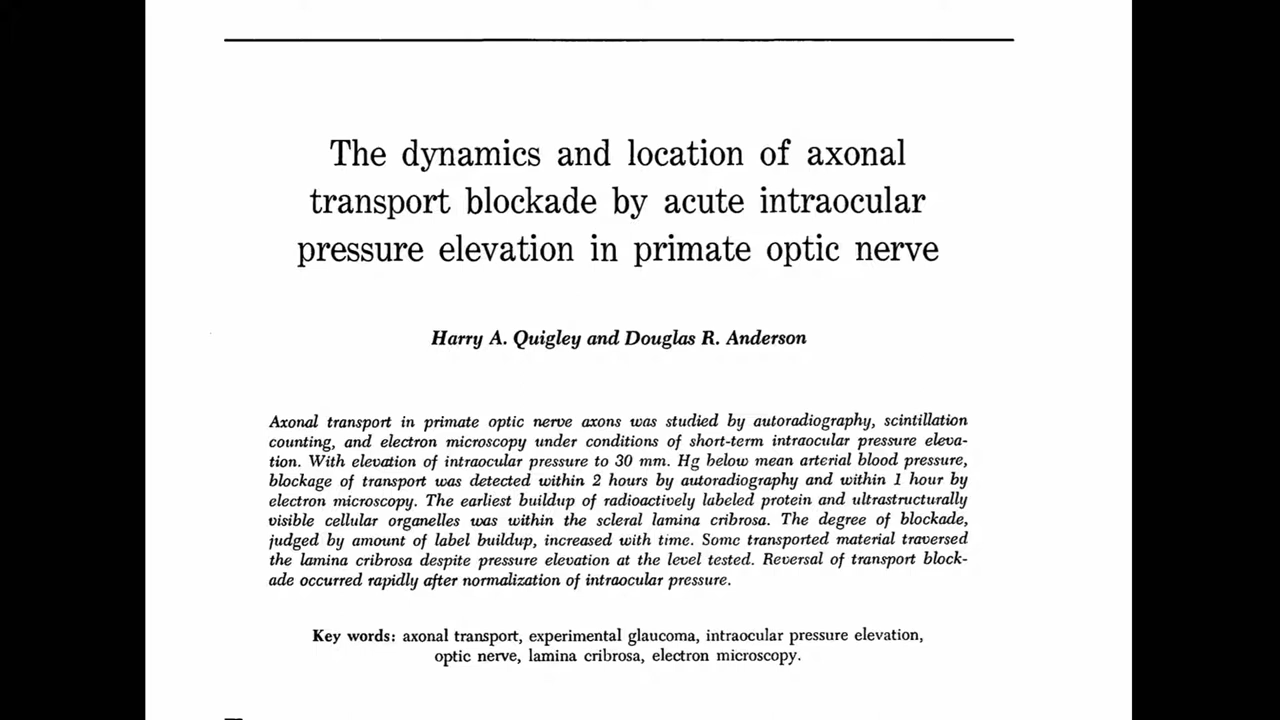 The dynamics and location of axonal
transport blockade by acute intraocular
pressure elevation in primate optic nerve
Harry A. Quigley and Douglas R. Anderson
Axonal transport in primate optic nerve axons was studied by autoradiography, scintillation
counting, and electron microscopy under conditions of short-term intraocular pressure eleva-
tion. With elevation of intraocular pressure to 30 mm. Hg below mean arterial blood pressure,
blockage of transport was detected within 2 hours by autoradiography and within 1 hour by
electron microscopy. The earliest buildup of radioactively labeled protein and ultrastructurally
visible cellular organelles was within the scleral lamina cribrosa. The degree of blockade,
judged by amount of label buildup, increased with time. Some transported material traversed
the lamina cribrosa despite pressure elevation at the level tested. Reversal of transport block-
ade occurred rapidly after normalization of intraocular pressure.
Key words: axonal transport, experimental glaucoma, intraocular pressure elevation,
optic nerve, lamina cribrosa, electron microscopy.